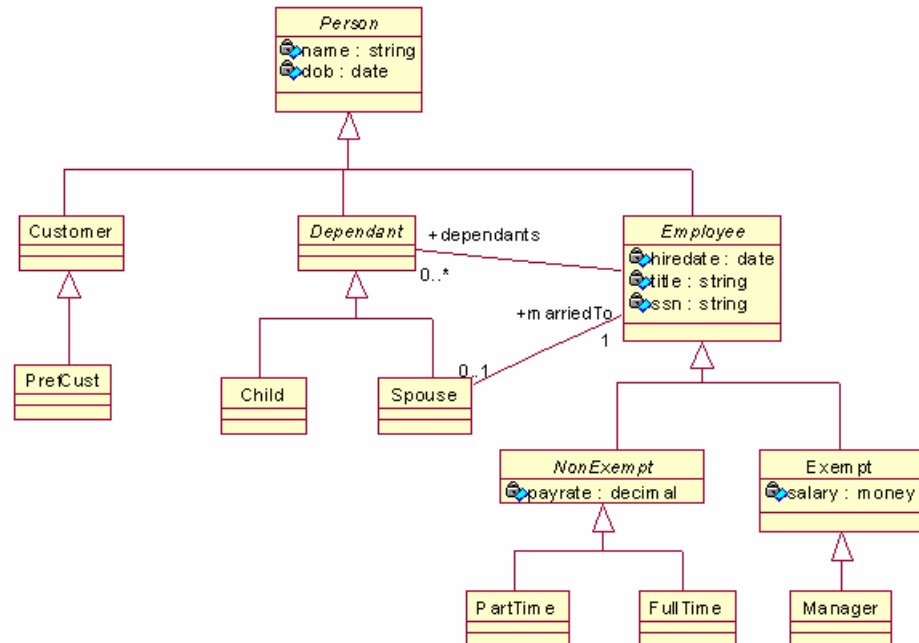 Person
name : string
dob : date
Customer
Dependant
+dependants
0..*
Employee
hiredate : date
title : string
ssn : string
+marriedTo
1
0..1
PrefCust
Child
Spouse
NonExempt
payrate : decimal
Exempt
salary : money
PartTime
FullTime
Manager